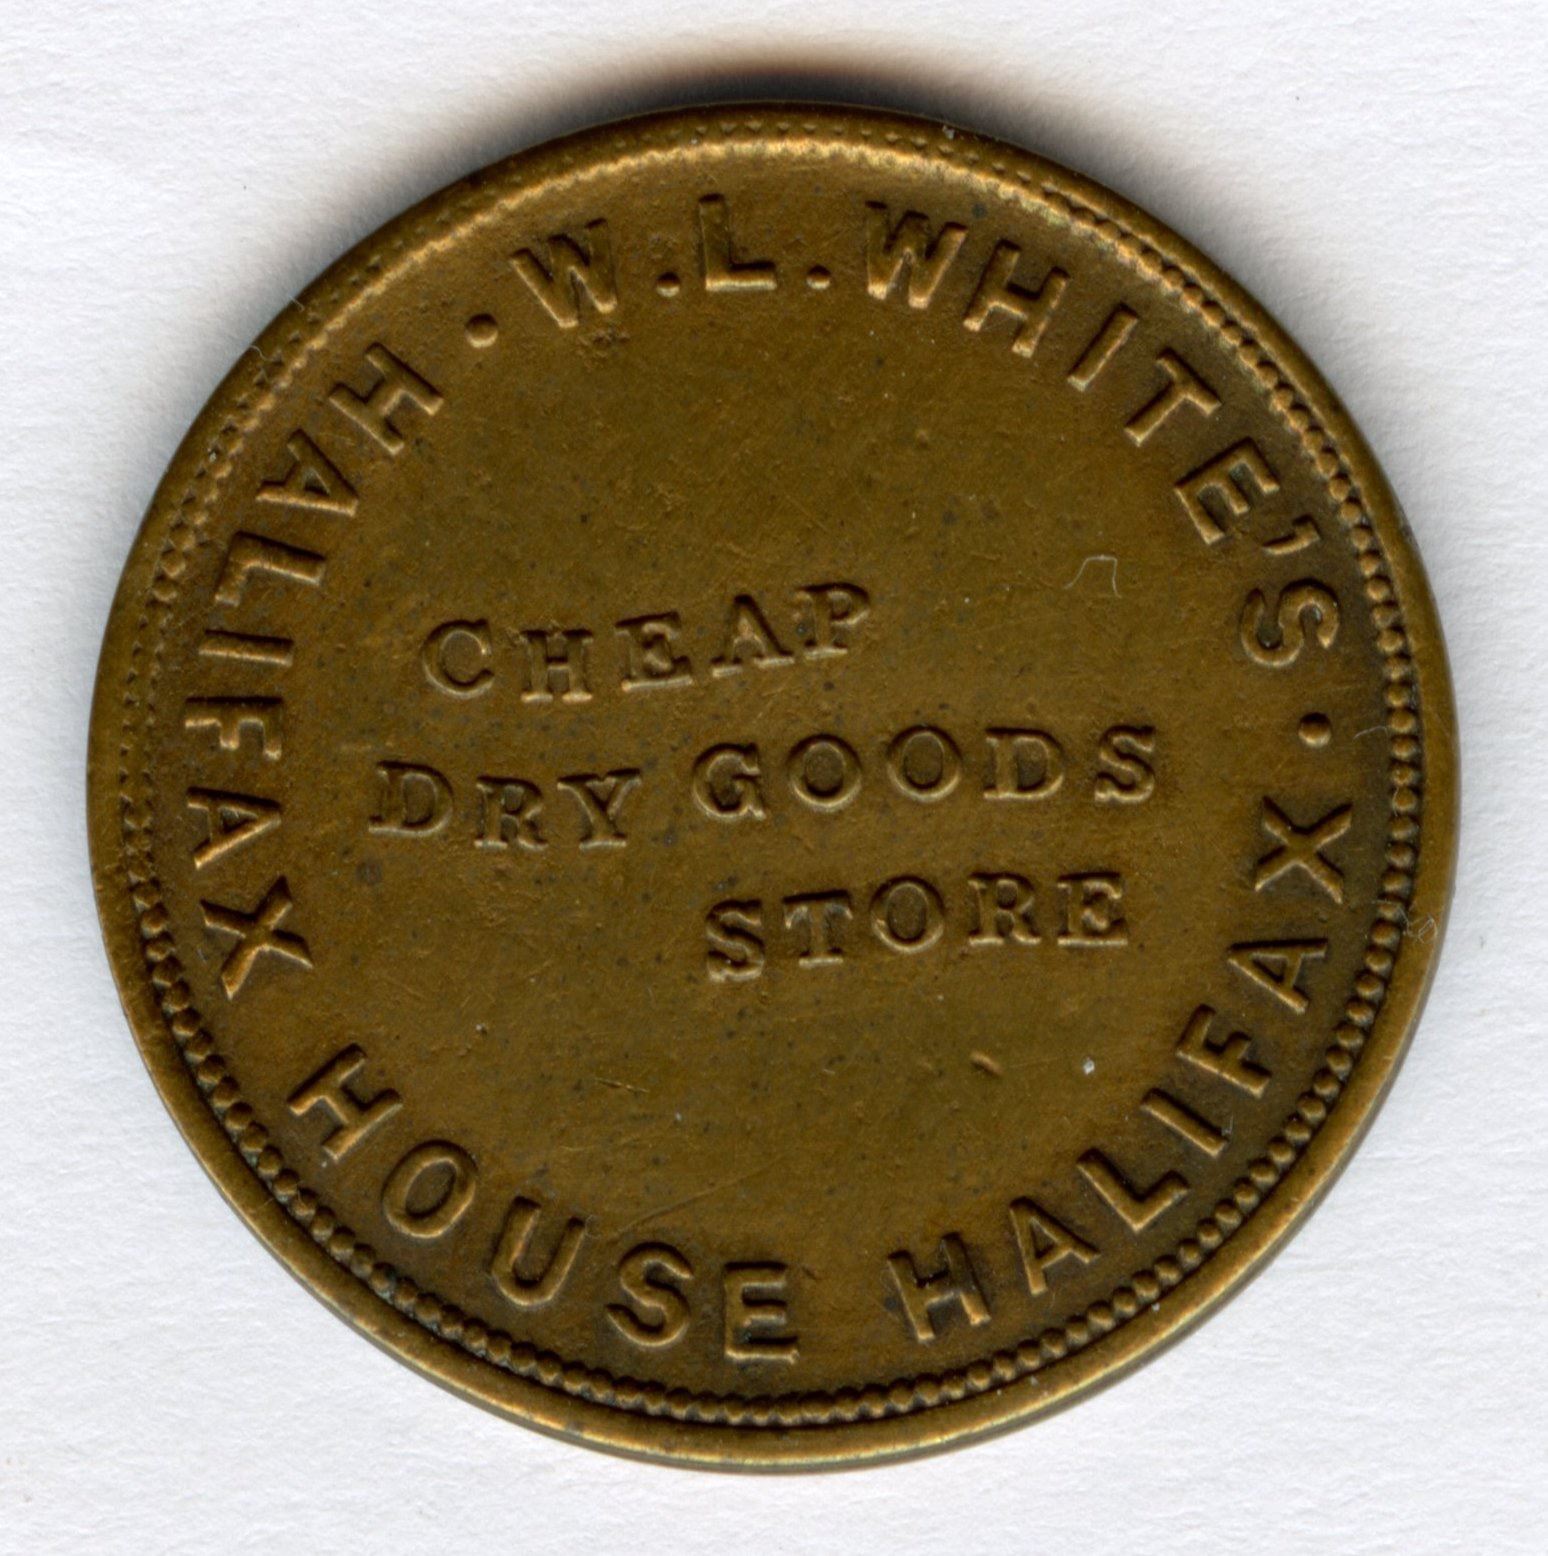 · W. L. WHITE'S · HALIFAX HOUSE HALIFAX
CHEAP
DRY GOODS
STORE